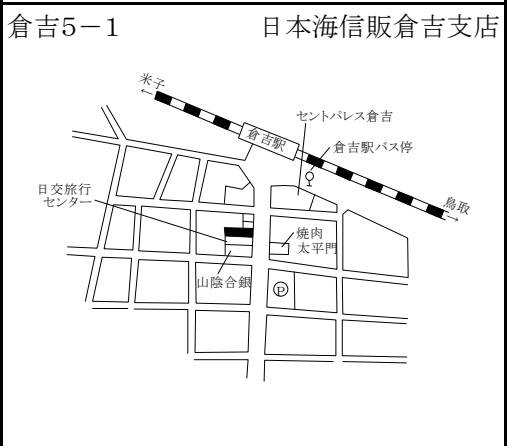 倉吉5－1
日本海信販倉吉支店
米子
←
セントパレス倉吉
倉吉駅
倉吉駅バス停
鳥取
→
日交旅行
センター
焼肉
太平門
山陰合銀
P